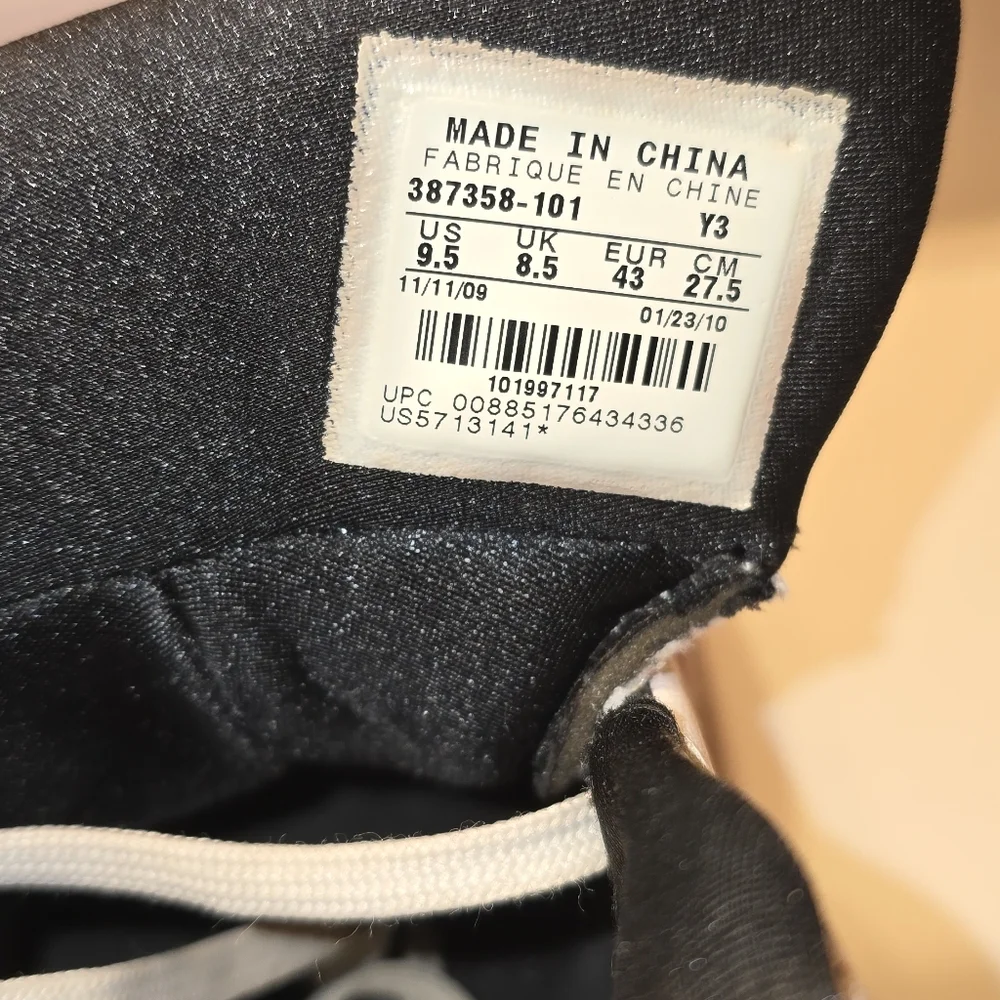 MADE IN CHINA
FABRIQUE EN CHINE
387358-101 Y3
US UK EUR CM
9.5 8.5 43 27.5
11/11/09 01/23/10
101997117
UPC 00885176434336
US5713141*